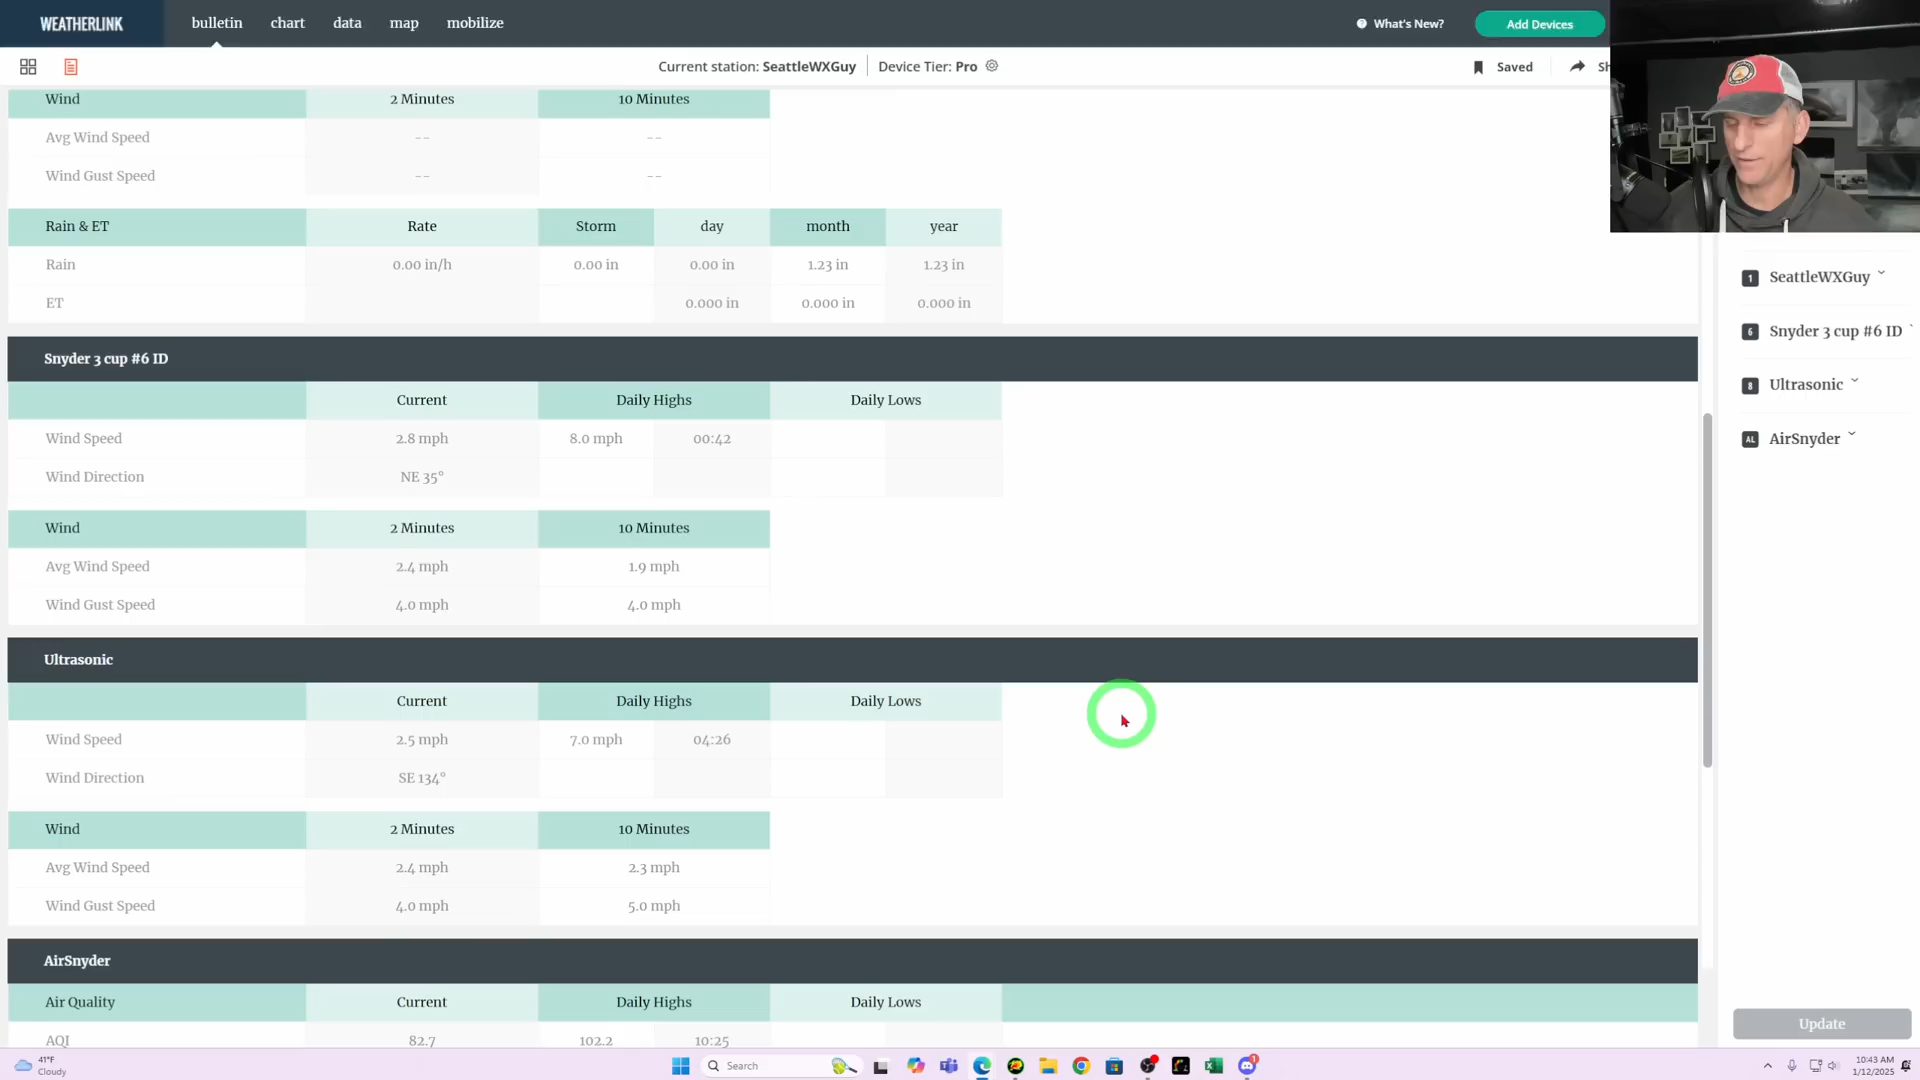 WEATHERLINK bulletin chart data map mobilize What's New? Add Devices
Current station: SeattleWXGuy Device Tier: Pro Saved
Wind 2 Minutes 10 Minutes
Avg Wind Speed -- --
Wind Gust Speed -- --
Rain & ET Rate Storm day month year
Rain 0.00 in/h 0.00 in 0.00 in 1.23 in 1.23 in
ET 0.000 in 0.000 in 0.000 in
Snyder 3 cup #6 ID
Current Daily Highs Daily Lows
Wind Speed 2.8 mph 8.0 mph 00:42
Wind Direction NE 35°
Wind 2 Minutes 10 Minutes
Avg Wind Speed 2.4 mph 1.9 mph
Wind Gust Speed 4.0 mph 4.0 mph
Ultrasonic
Current Daily Highs Daily Lows
Wind Speed 2.5 mph 7.0 mph 04:26
Wind Direction SE 134°
Wind 2 Minutes 10 Minutes
Avg Wind Speed 2.4 mph 2.3 mph
Wind Gust Speed 4.0 mph 5.0 mph
AirSnyder
Air Quality Current Daily Highs Daily Lows
AQI 82.7 102.2 10:25
1 SeattleWXGuy
6 Snyder 3 cup #6 ID
8 Ultrasonic
AL AirSnyder
Update
41°F
Cloudy
Search
1
10:43 AM
1/12/2025